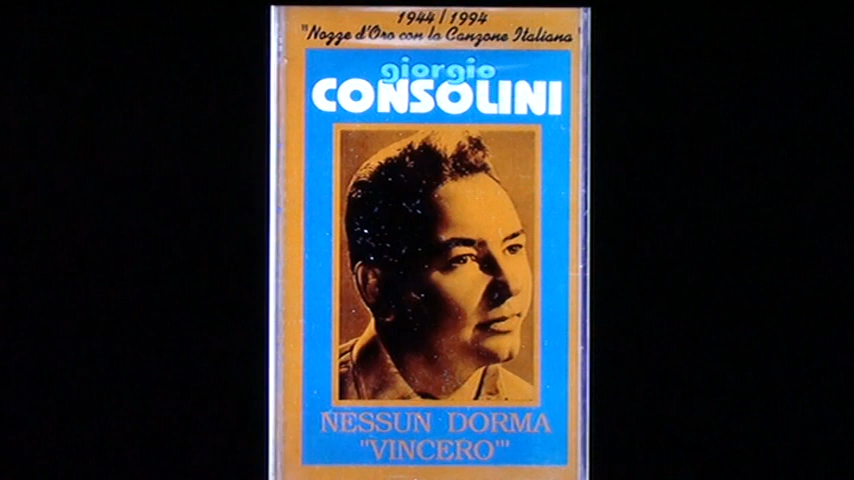 1944/1994
"Nozze d'Oro con la Canzone Italiana"
giorgio
CONSOLINI
NESSUN DORMA
"VINCERO'"